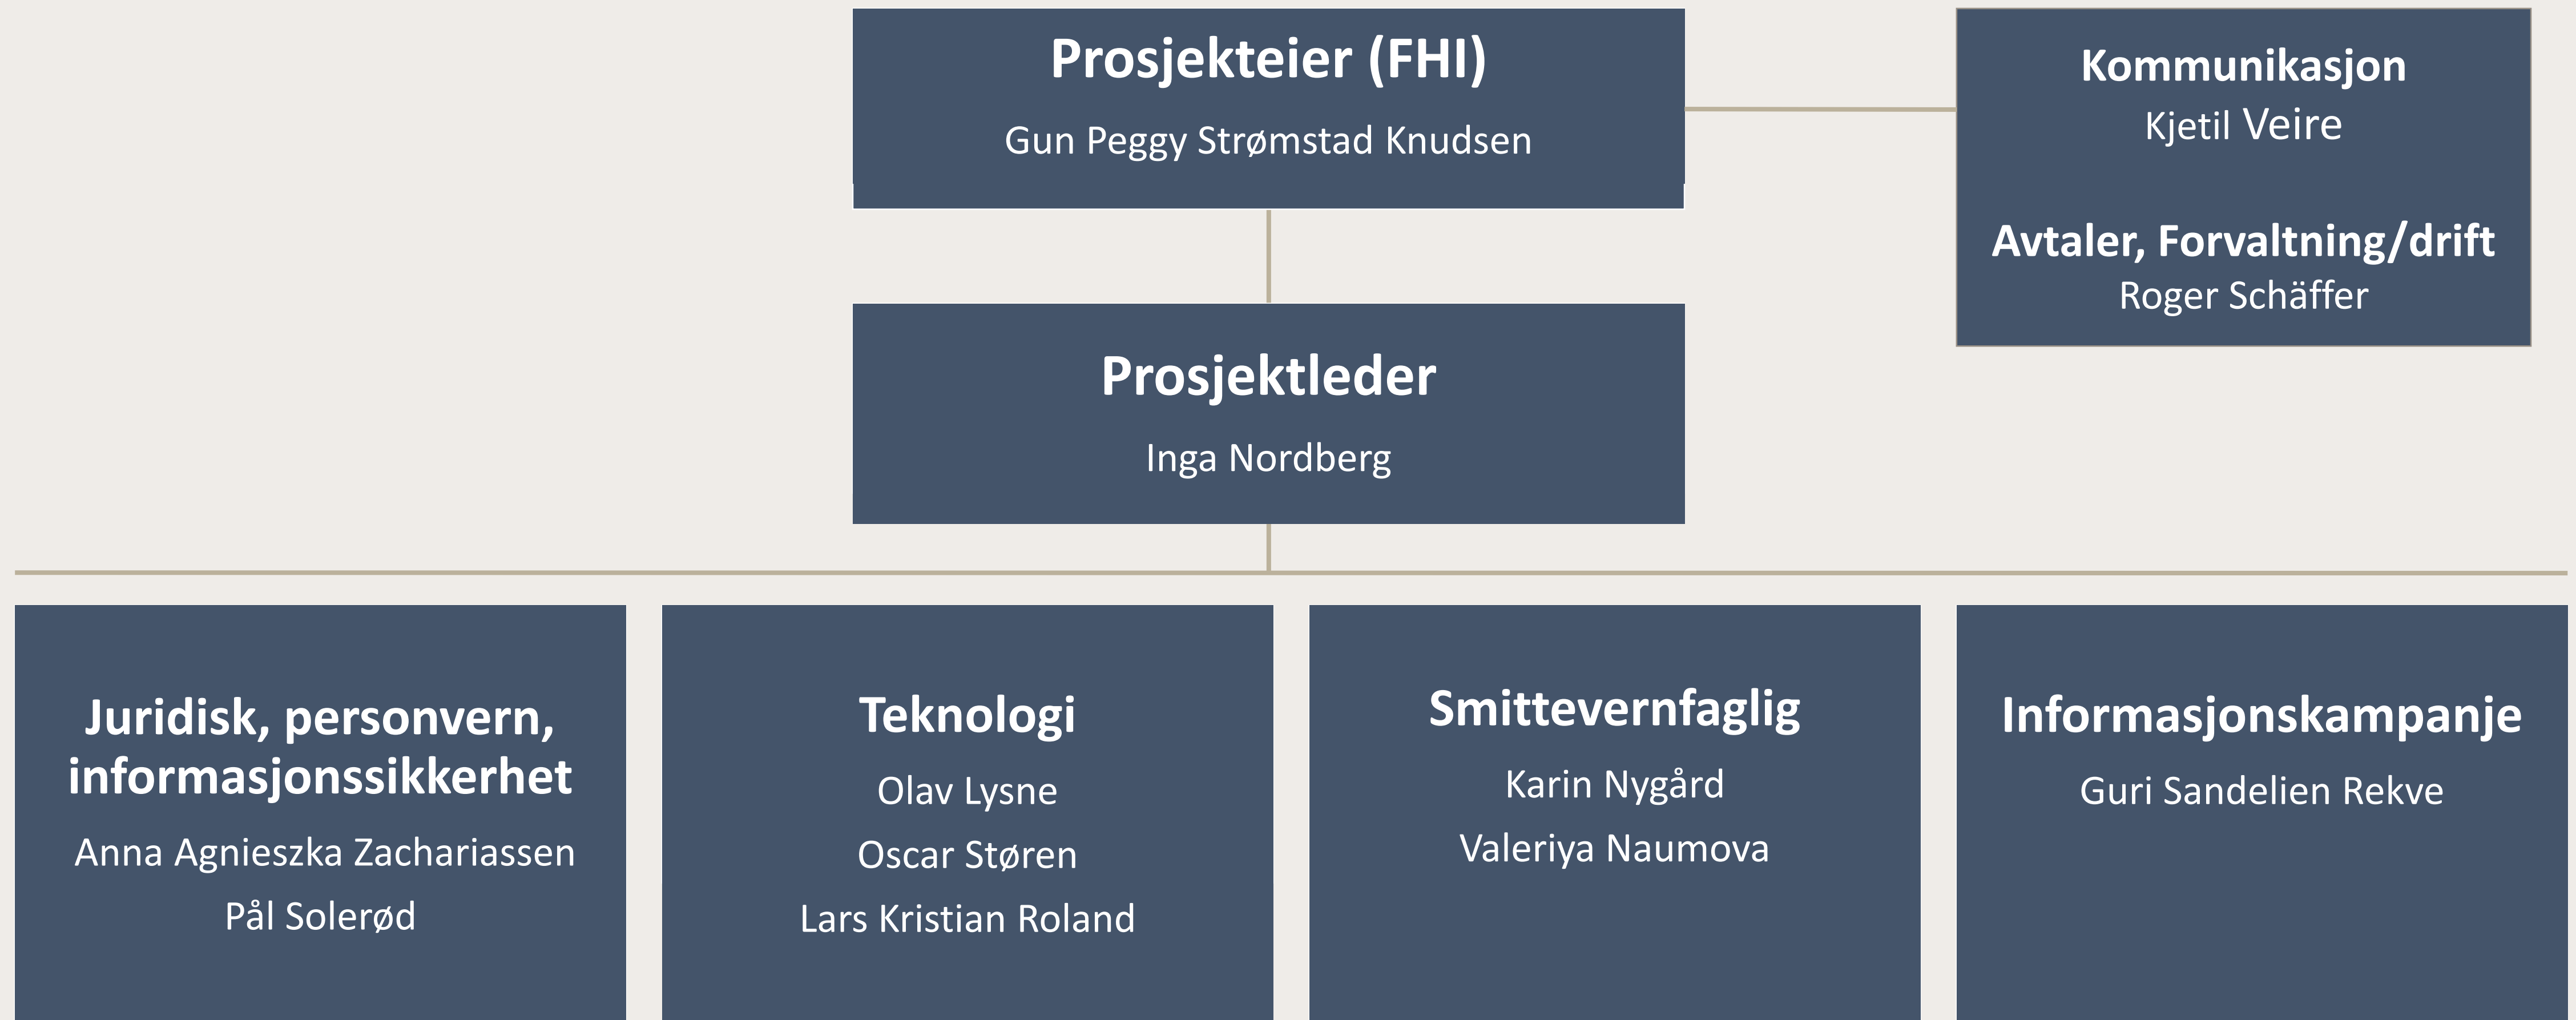 Prosjekteier (FHI)
Gun Peggy Strømstad Knudsen
Kommunikasjon
Kjetil Veire
Avtaler, Forvaltning/drift
Roger Schäffer
Prosjektleder
Inga Nordberg
Juridisk, personvern,
informasjonssikkerhet
Anna Agnieszka Zachariassen
Pål Solerød
Teknologi
Olav Lysne
Oscar Støren
Lars Kristian Roland
Smittevernfaglig
Karin Nygård
Valeriya Naumova
Informasjonskampanje
Guri Sandelien Rekve